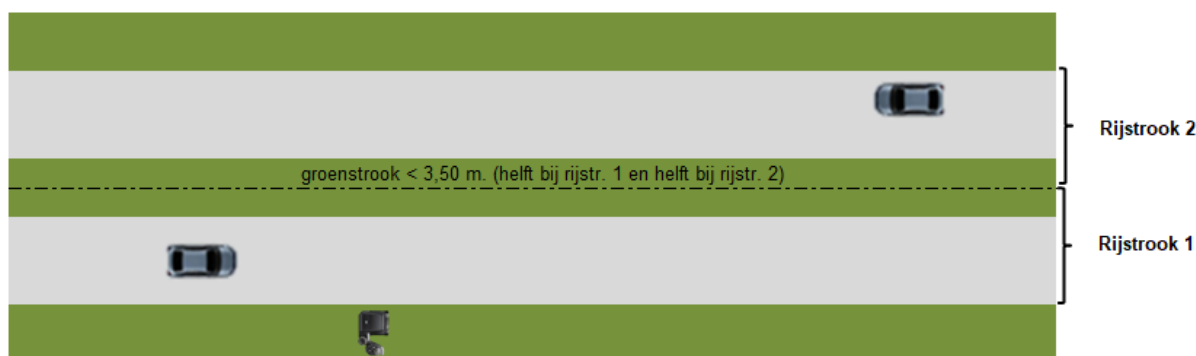 Rijstrook 2
groenstrook < 3,50 m. (helft bij rijstr. 1 en helft bij rijstr. 2)
Rijstrook 1